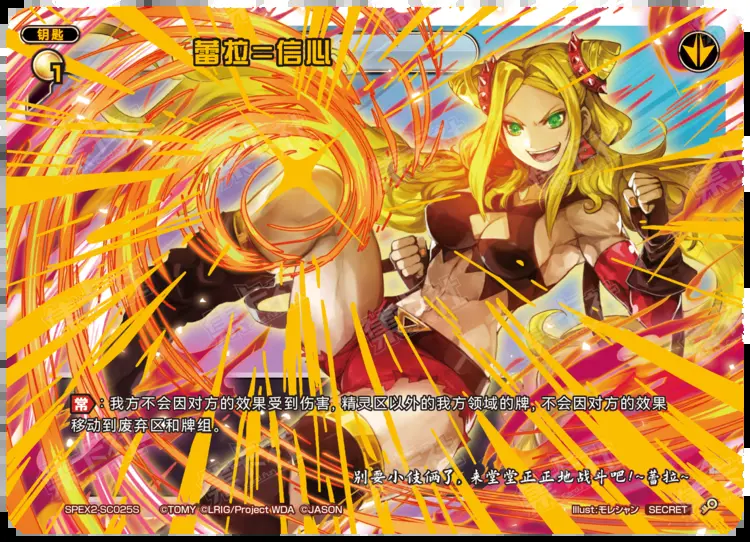 钥匙
1
蕾拉=信心
常:我方不会因对方的效果受到伤害,精灵区以外的我方领域的牌,不会因对方的效果
移动到废弃区和牌组。
别耍小伎俩了,来堂堂正正地战斗吧!~蕾拉~
SPEX2-SC025S ©TOMY ©LRIG/Project WDA ©JASON Illust:モレシャン SECRET